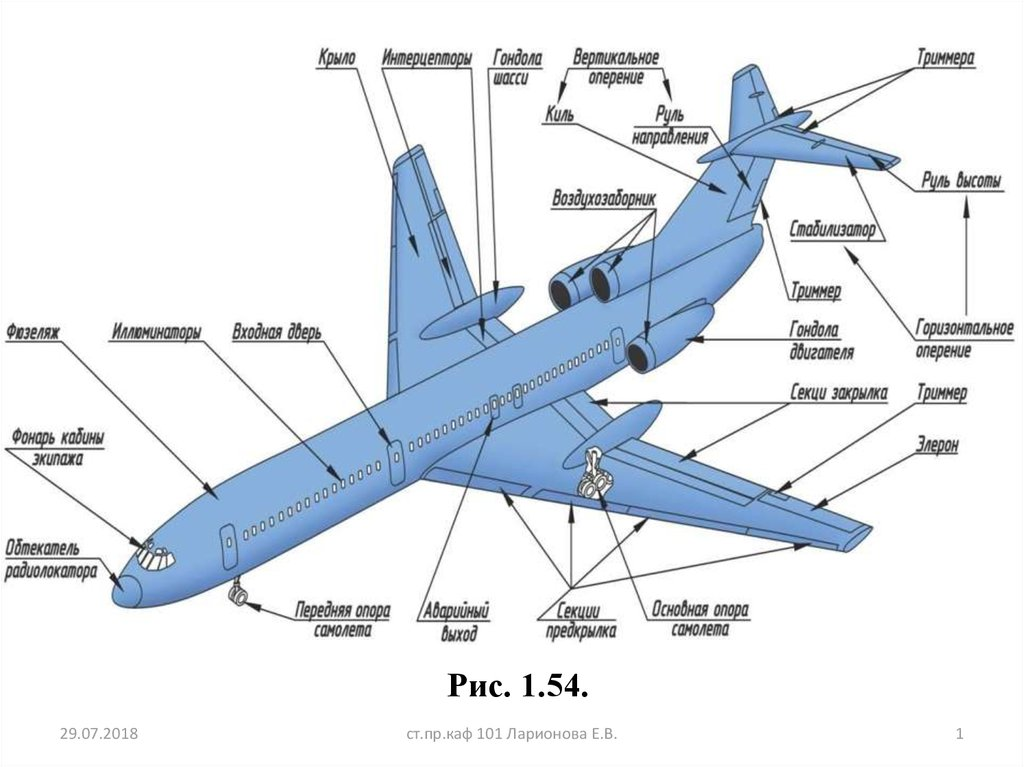 Крыло
Интерцепторы
Гондола
шасси
Вертикальное
оперение
Триммера
Киль
Руль
направления
Руль высоты
Воздухозаборник
Стабилизатор
Триммер
Фюзеляж
Иллюминаторы
Входная дверь
Гондола
двигателя
Горизонтальное
оперение
Секци закрылка
Триммер
Фонарь кабины
экипажа
Элерон
Обтекатель
радиолокатора
Передняя опора
самолета
Аварийный
выход
Секции
предкрылка
Основная опора
самолета
Рис. 1.54.
29.07.2018
ст.пр.каф 101 Ларионова Е.В.
1